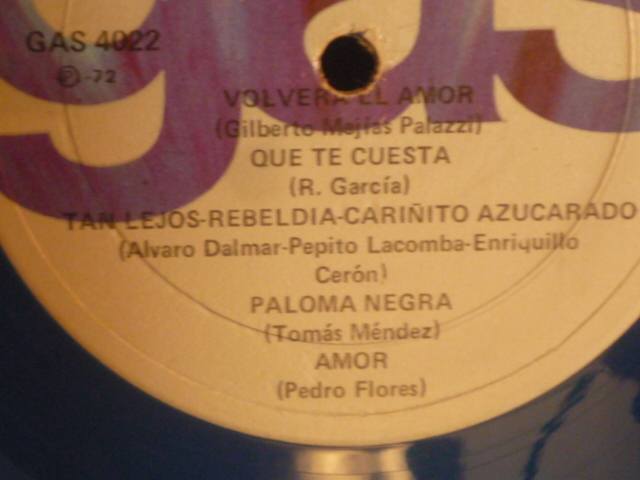 gas
GAS 4022
℗-72
VOLVERA EL AMOR
(Gilberto Mejías Palazzi)
QUE TE CUESTA
(R. García)
TAN LEJOS-REBELDIA-CARIÑITO AZUCARADO
(Alvaro Dalmar-Pepito Lacomba-Enriquillo
Cerón)
PALOMA NEGRA
(Tomás Méndez)
AMOR
(Pedro Flores)